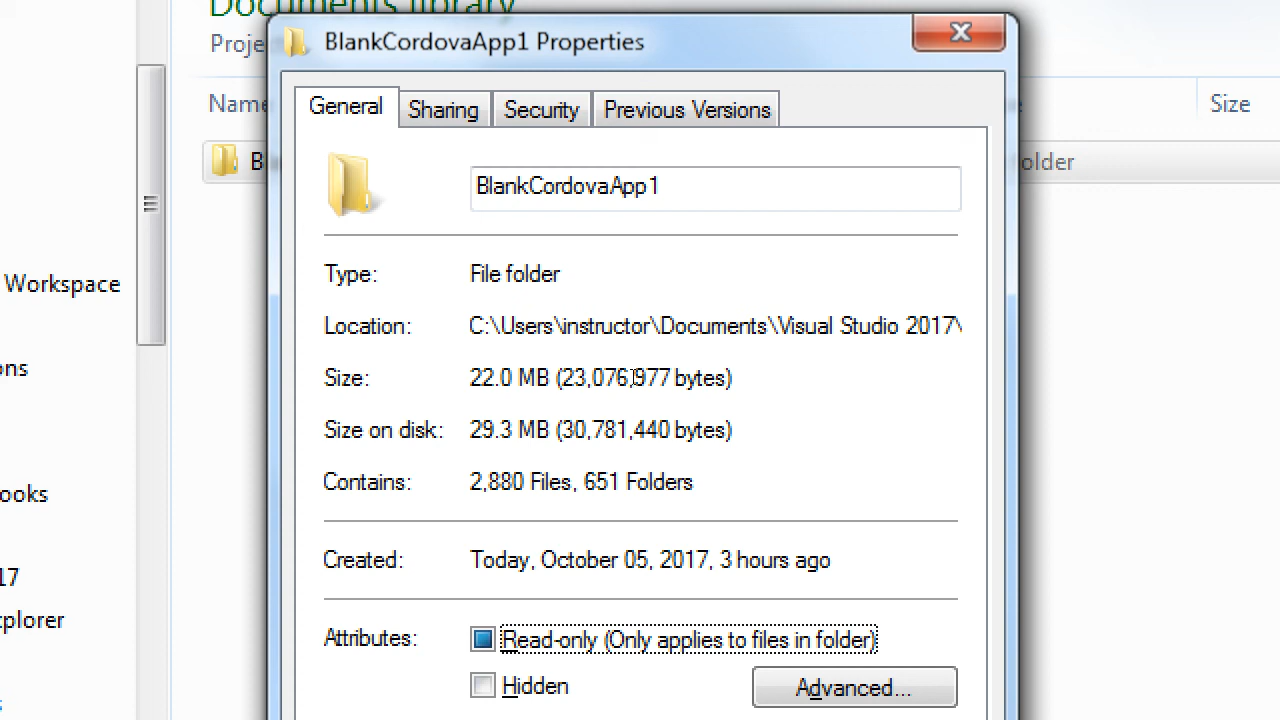 Documents library
BlankCordovaApp1 Properties
Name
Size
General
Sharing
Security
Previous Versions
BlankCordovaApp1
Workspace
Type: File folder
Location: C:\Users\instructor\Documents\Visual Studio 2017\
Size: 22.0 MB (23,076,977 bytes)
Size on disk: 29.3 MB (30,781,440 bytes)
Contains: 2,880 Files, 651 Folders
Created: Today, October 05, 2017, 3 hours ago
17
Attributes: Read-only (Only applies to files in folder)
Hidden
Advanced...